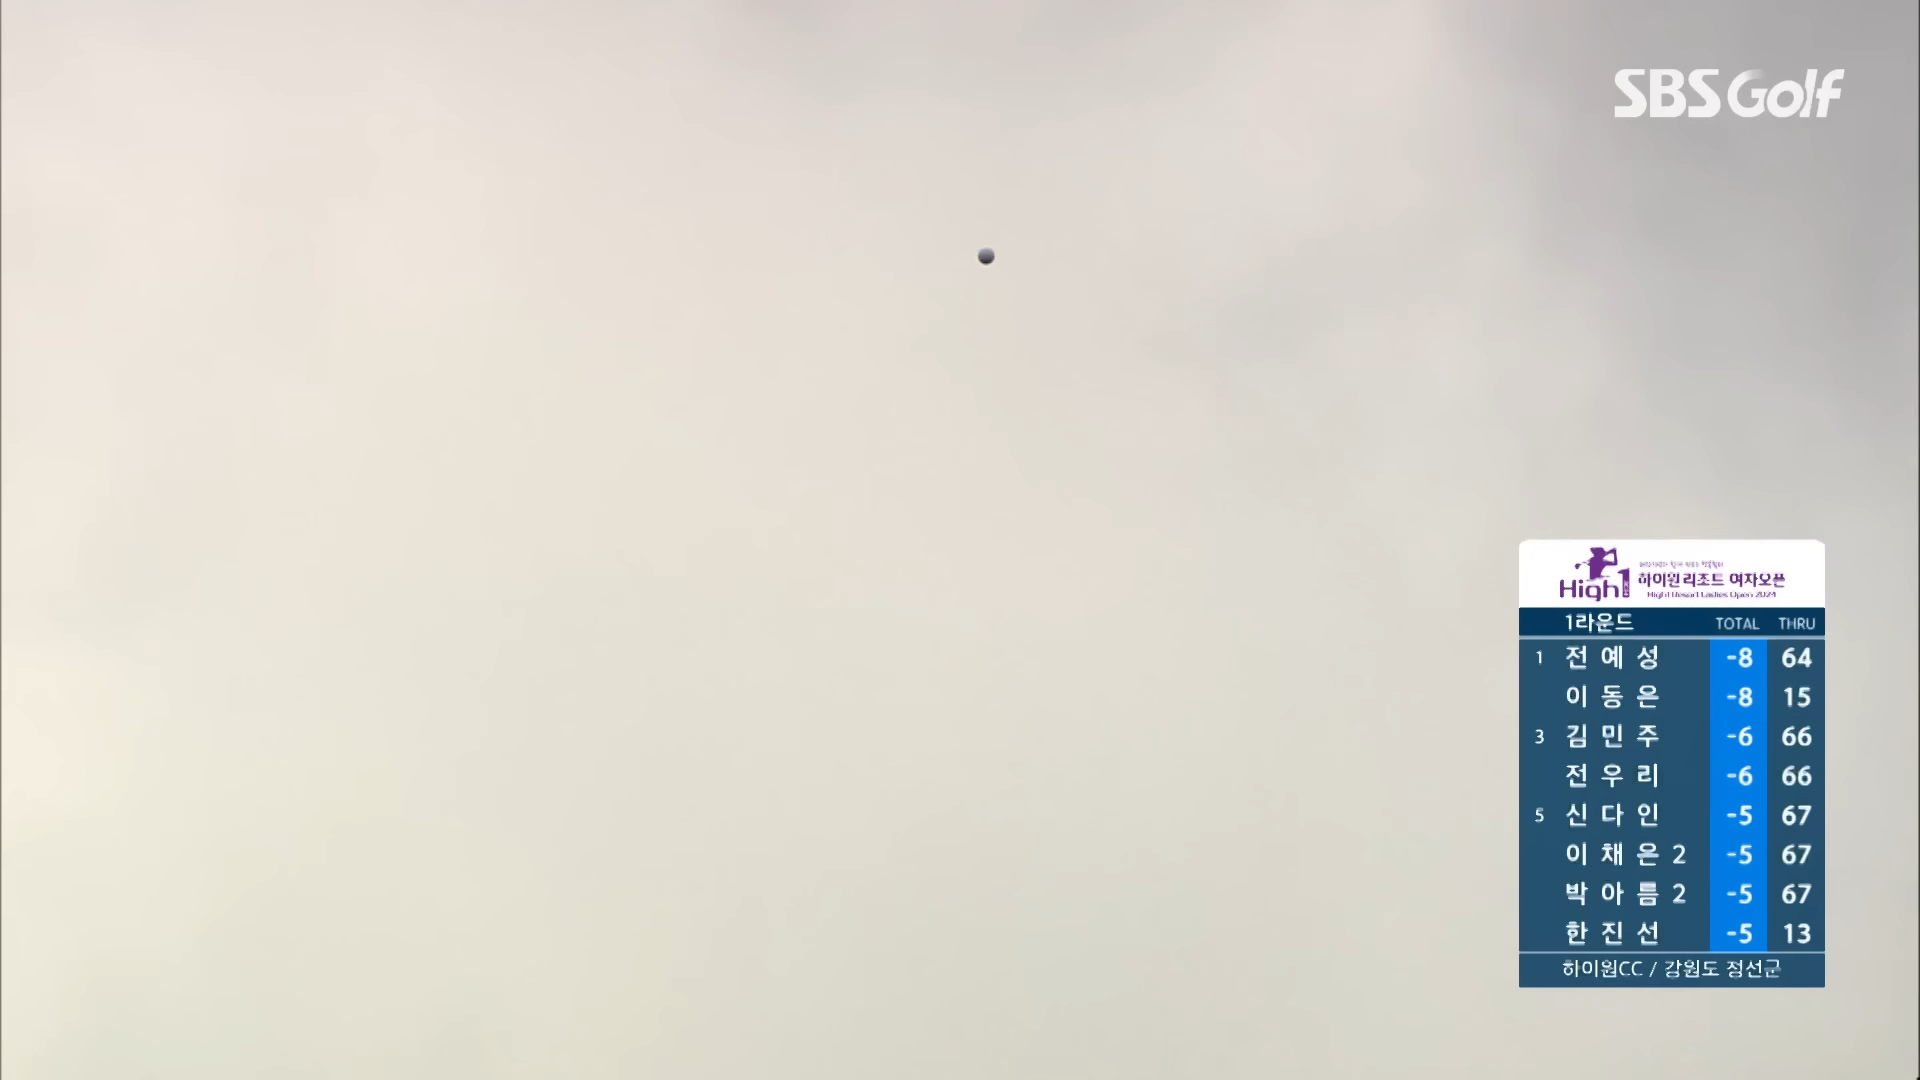 SBS Golf
High1
하이원리조트 여자오픈
High1 Resort Ladies Open 2024
1라운드 TOTAL THRU
1 전예성 -8 64
이동은 -8 15
3 김민주 -6 66
전우리 -6 66
5 신다인 -5 67
이채은2 -5 67
박아름2 -5 67
한진선 -5 13
하이원CC / 강원도 정선군